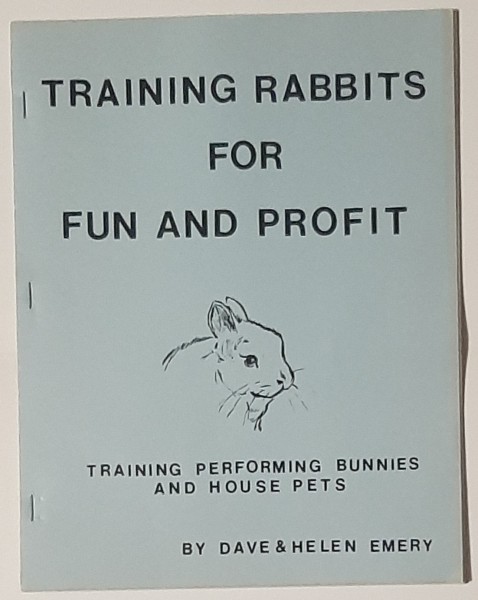 TRAINING RABBITS
FOR
FUN AND PROFIT
TRAINING PERFORMING BUNNIES
AND HOUSE PETS
BY DAVE & HELEN EMERY